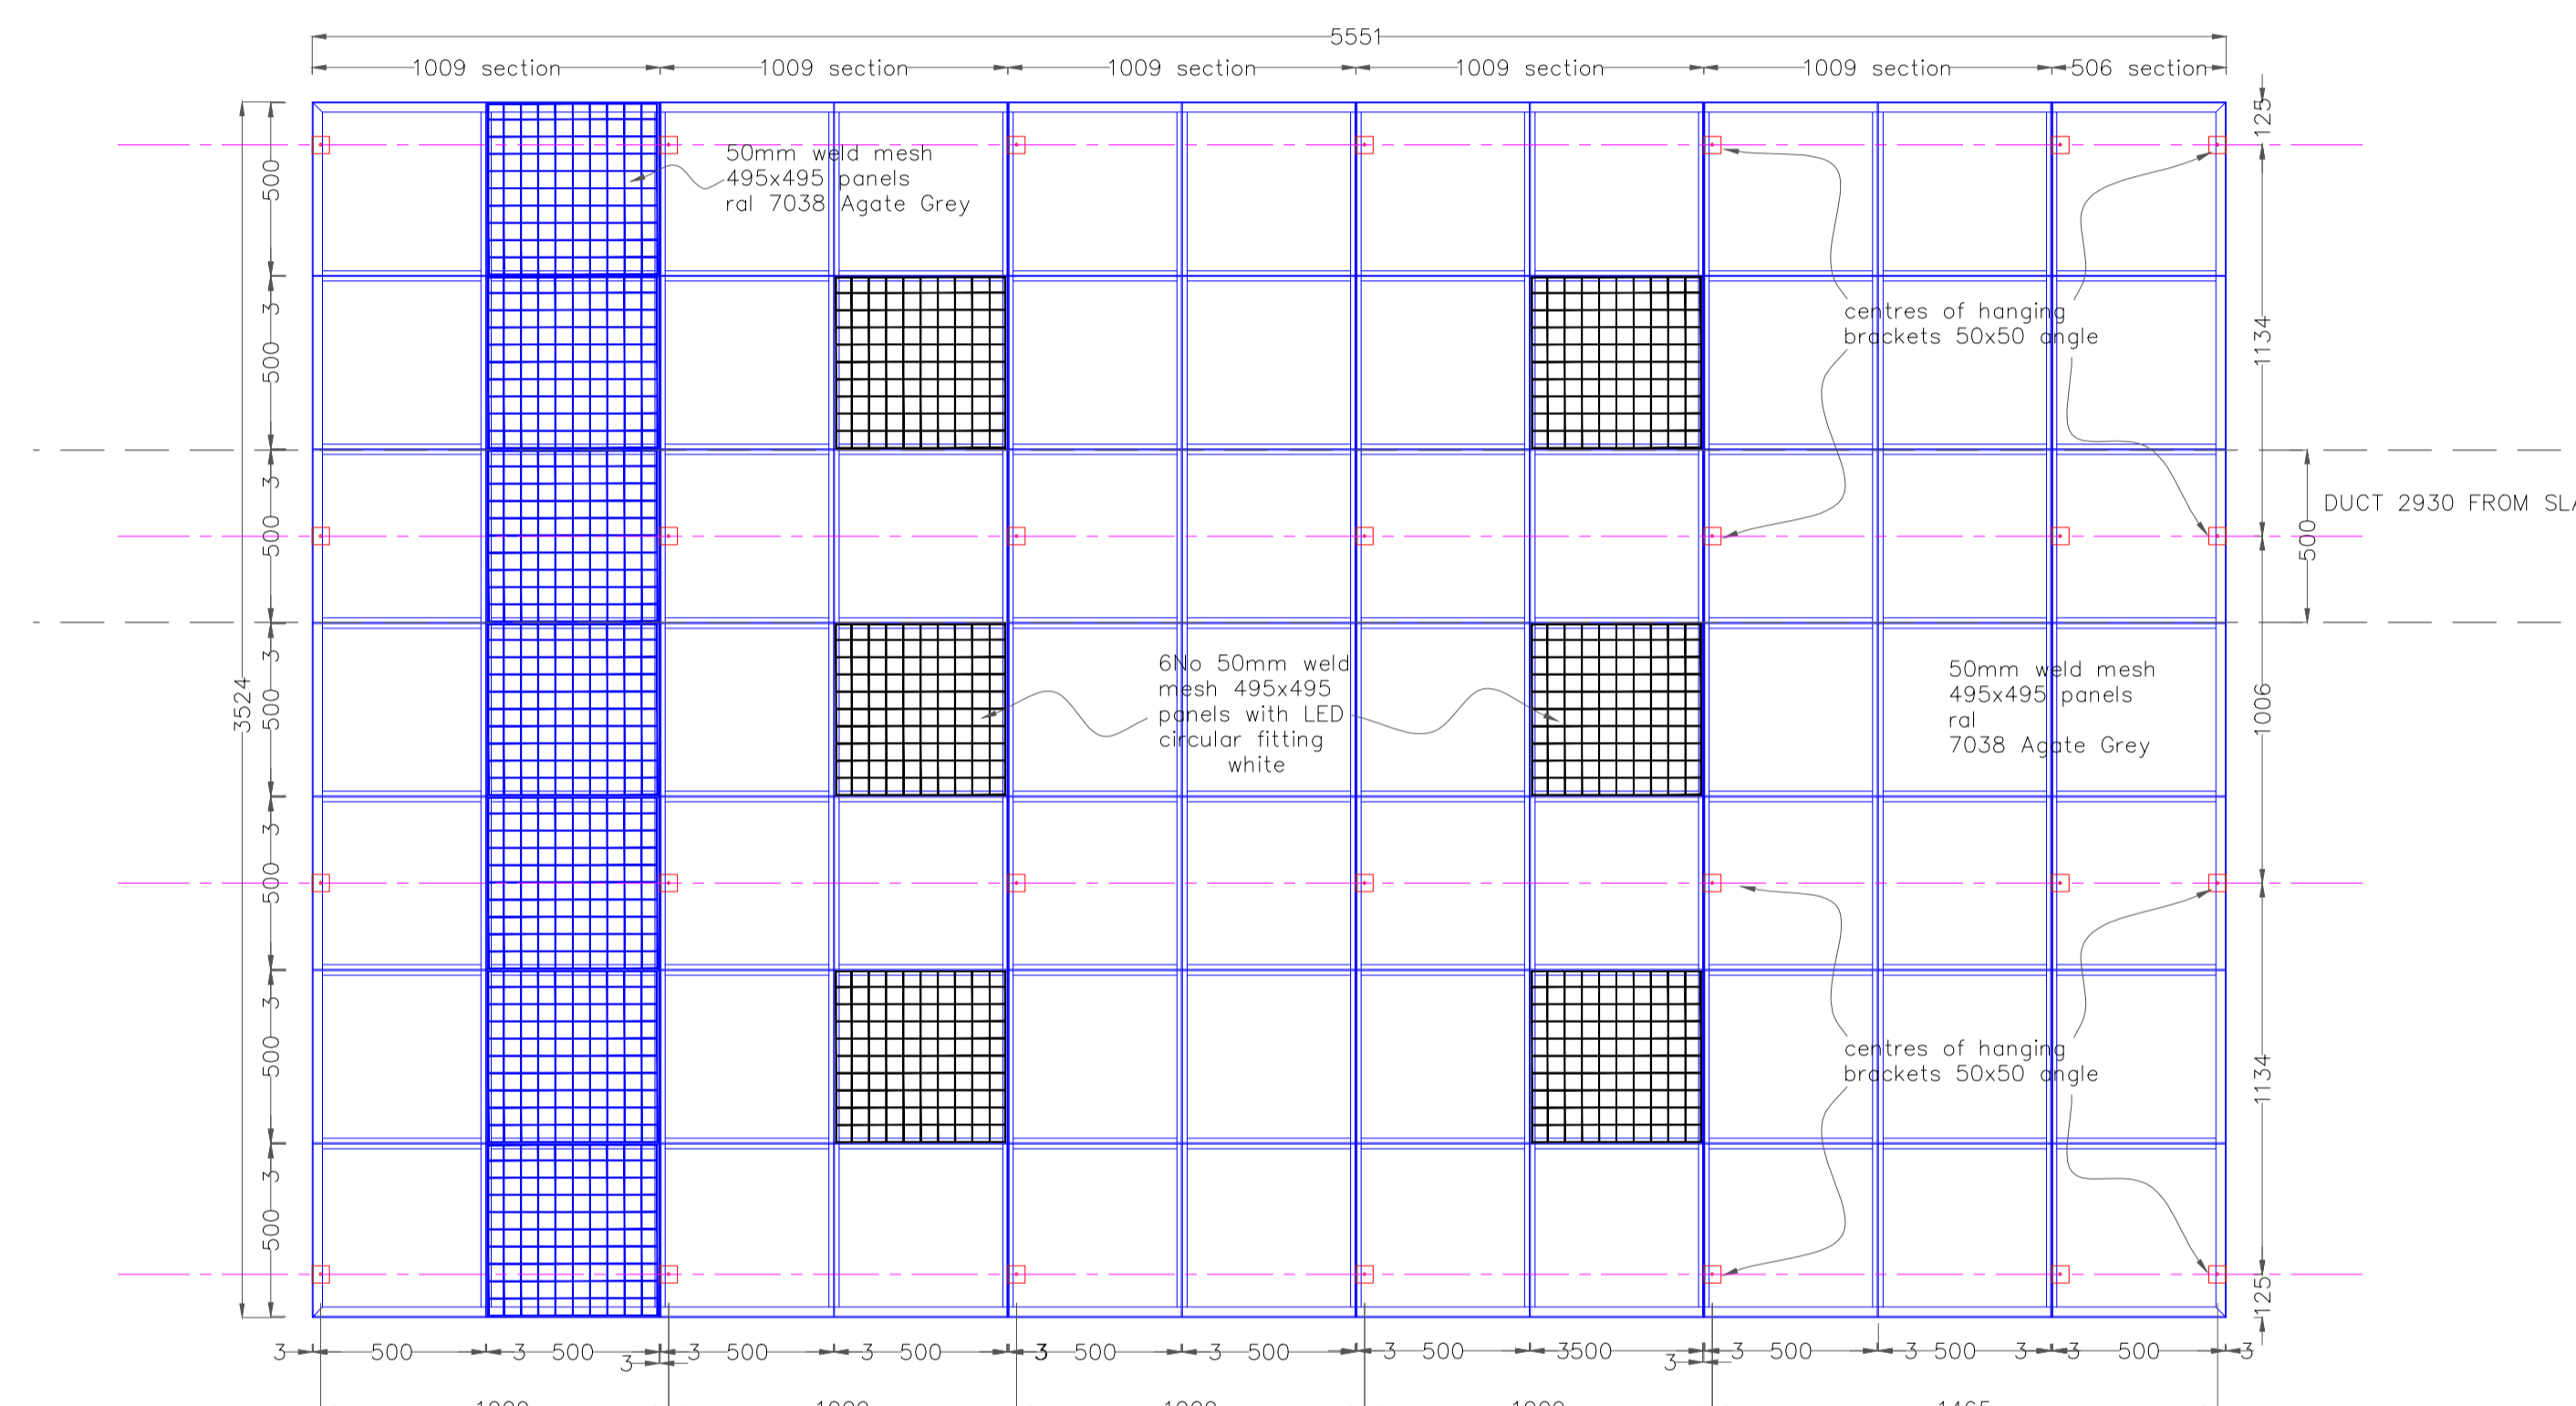 5551
1009 section
1009 section
1009 section
1009 section
1009 section
506 section
125
500
50mm weld mesh
495x495 panels
ral 7038 Agate Grey
3
500
centres of hanging
brackets 50x50 angle
1134
3
500
500
DUCT 2930 FROM
3
500
3524
6No 50mm weld
mesh 495x495
panels with LED
circular fitting
white
50mm weld mesh
495x495 panels
ral
7038 Agate Grey
1006
3
500
3
500
centres of hanging
brackets 50x50 angle
1134
3
500
125
3 500 3 500 3 3 500 3 500 3 500 3 500 3 500 3500 3 3 500 3 500 3 3 500 3